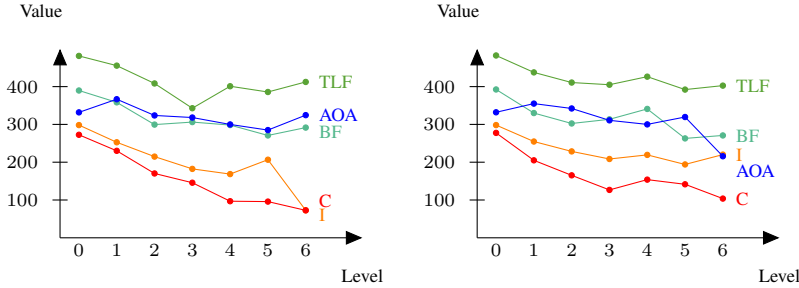 Value
400
300
200
100
TLF
AOA
BF
C
I
0 1 2 3 4 5 6
Level
Value
400
300
200
100
TLF
BF
I
AOA
C
0 1 2 3 4 5 6
Level